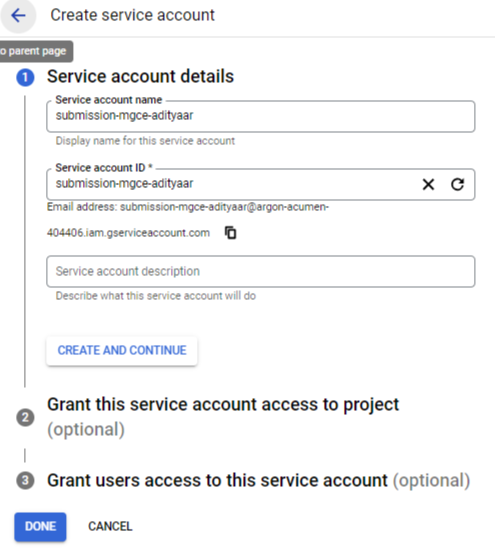 Create service account
o parent page
1 Service account details
Service account name
submission-mgce-adityaar
Display name for this service account
Service account ID *
submission-mgce-adityaar
Email address: submission-mgce-adityaar@argon-acumen-
404406.iam.gserviceaccount.com
Service account description
Describe what this service account will do
CREATE AND CONTINUE
2 Grant this service account access to project
(optional)
3 Grant users access to this service account (optional)
DONE CANCEL